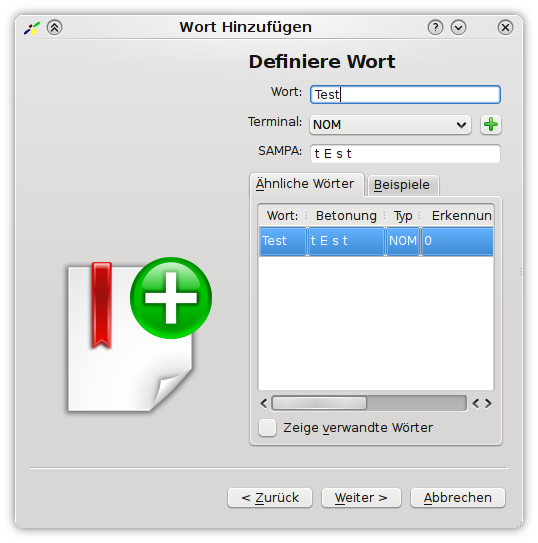 Wort Hinzufügen
Definiere Wort
Wort: Test
Terminal: NOM
SAMPA: t E s t
Ähnliche Wörter Beispiele
Wort: Betonung Typ Erkennun
Test t E s t NOM 0
Zeige verwandte Wörter
< Zurück Weiter > Abbrechen